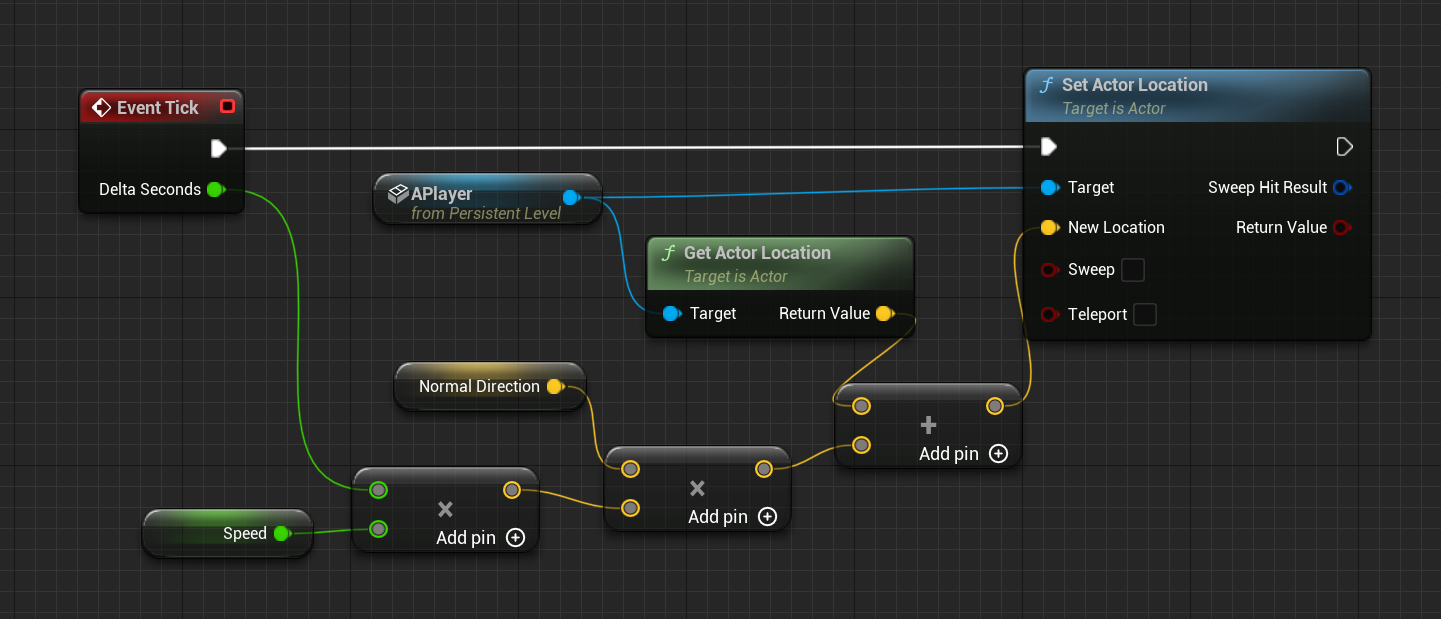 Event Tick
Delta Seconds
APlayer
from Persistent Level
Get Actor Location
Target is Actor
Target Return Value
Set Actor Location
Target is Actor
Target Sweep Hit Result
New Location Return Value
Sweep
Teleport
Normal Direction
Speed
×
Add pin
×
Add pin
+
Add pin